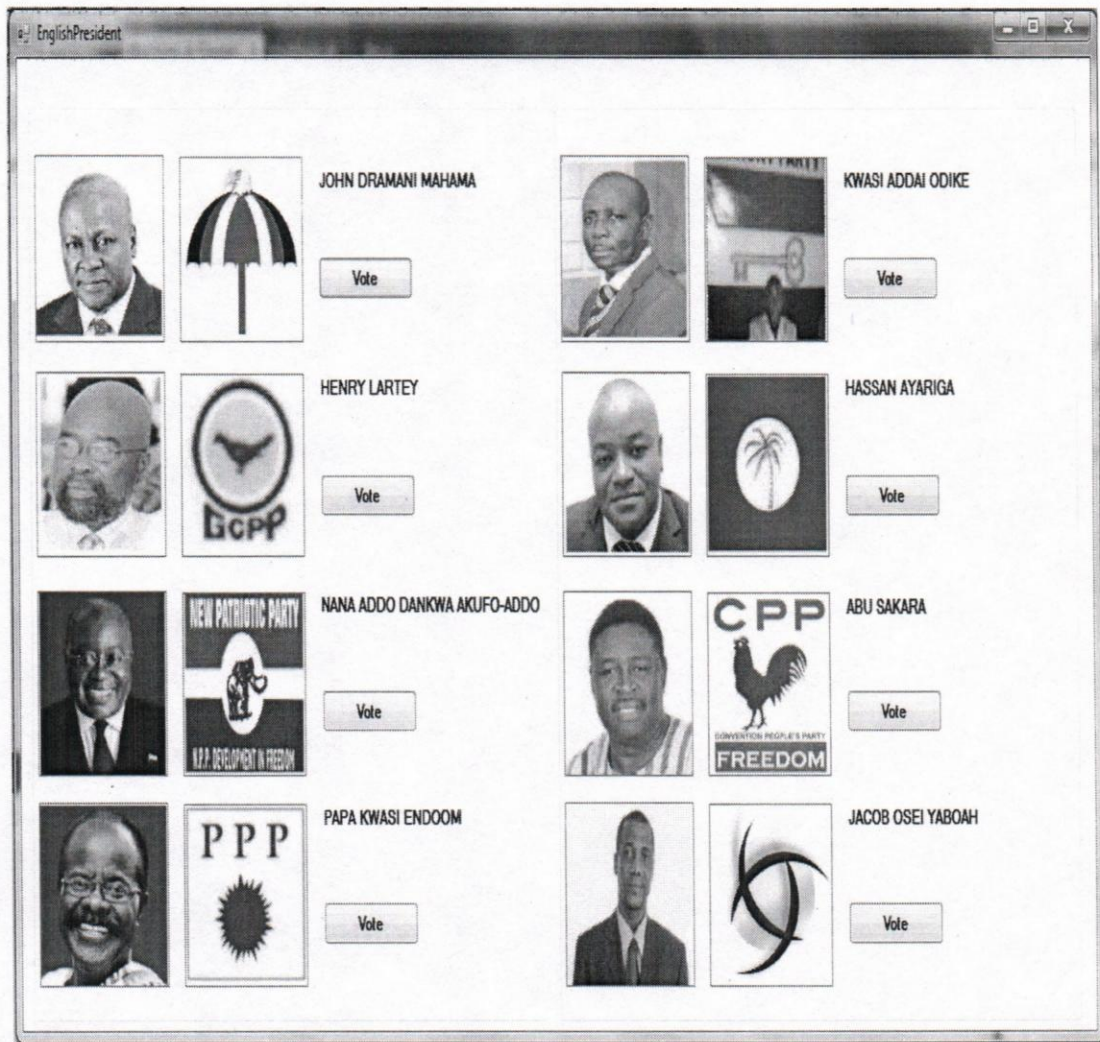 EnglishPresident
JOHN DRAMANI MAHAMA
Vote
KWASI ADDAI ODIKE
Vote
HENRY LARTEY
GCPP
Vote
HASSAN AYARIGA
Vote
NANA ADDO DANKWA AKUFO-ADDO
NEW PATRIOTIC PARTY
N.P.P. DEVELOPMENT IN FREEDOM
Vote
ABU SAKARA
CPP
CONVENTION PEOPLE'S PARTY
FREEDOM
Vote
PAPA KWASI ENDOOM
PPP
Vote
JACOB OSEI YABOAH
Vote